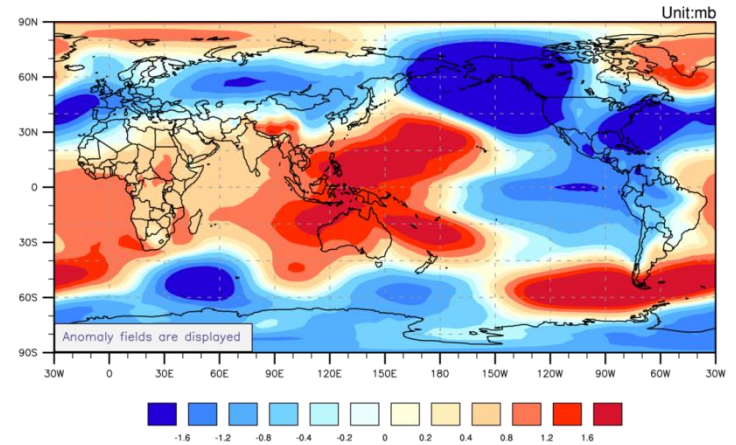 Unit:mb
90N
60N
30N
0
30S
60S
90S
Anomaly fields are displayed
30W 0 30E 60E 90E 120E 150E 180 150W 120W 90W 60W 30W
-1.6 -1.2 -0.8 -0.4 -0.2 0 0.2 0.4 0.8 1.2 1.6